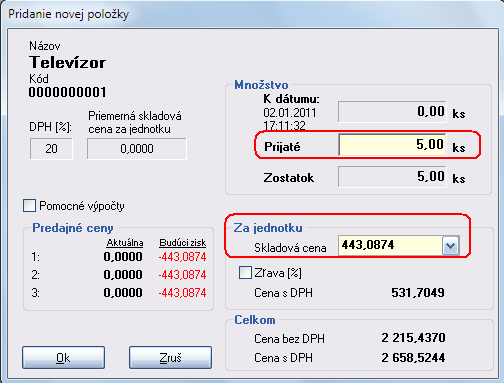 Pridanie novej položky
Názov
Televízor
Kód
0000000001
DPH [%]:
Priemerná skladová
cena za jednotku
20
0,0000
Množstvo
K dátumu:
02.01.2011
17:11:32
0,00 ks
Prijaté 5,00 ks
Zostatok 5,00 ks
Pomocné výpočty
Predajné ceny
Aktuálna Budúci zisk
1: 0,0000 -443,0874
2: 0,0000 -443,0874
3: 0,0000 -443,0874
Za jednotku
Skladová cena 443,0874
Zľava [%]
Cena s DPH 531,7049
Celkom
Cena bez DPH 2 215,4370
Cena s DPH 2 658,5244
Ok
Zruš